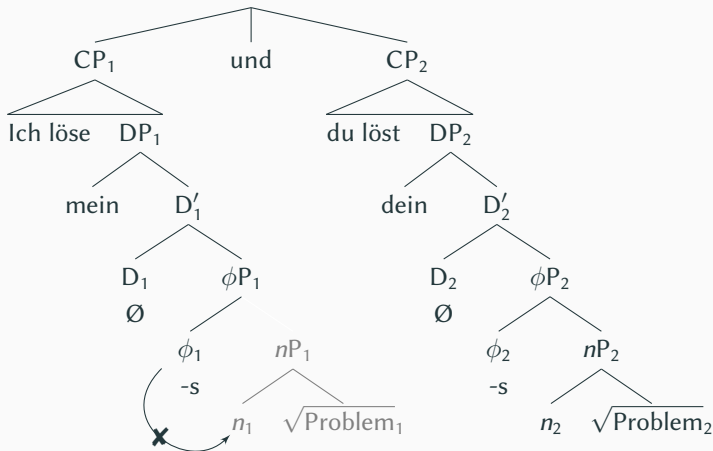 CP₁ und CP₂
Ich löse DP₁ du löst DP₂
mein D′₁ dein D′₂
D₁ ϕP₁ D₂ ϕP₂
Ø Ø
ϕ₁ nP₁ ϕ₂ nP₂
-s -s
n₁ √Problem₁ n₂ √Problem₂
✘